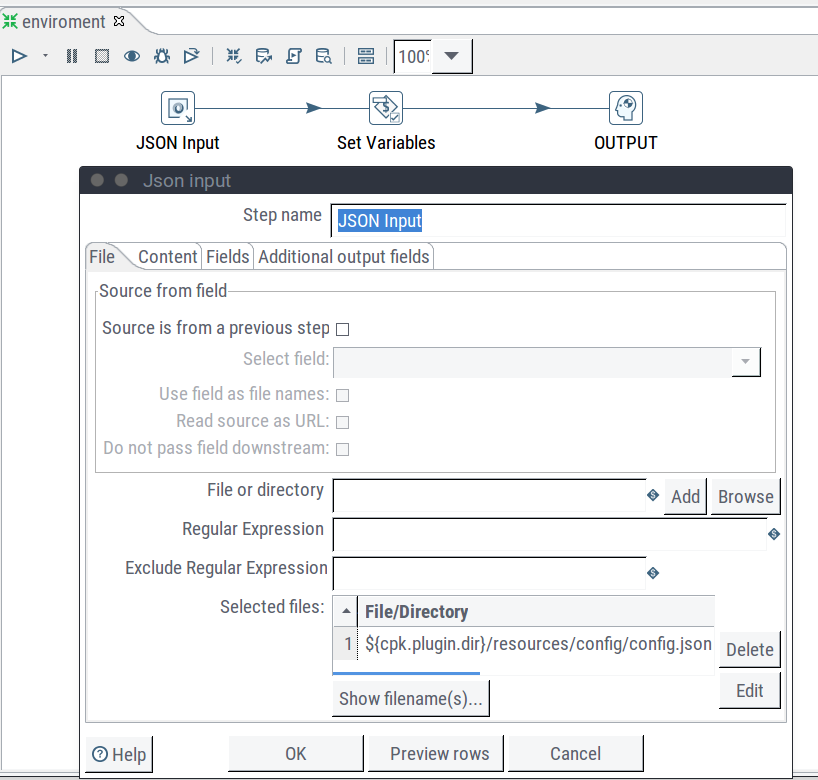 enviroment
100%
JSON Input
Set Variables
OUTPUT
Json input
Step name
JSON Input
File
Content
Fields
Additional output fields
Source from field
Source is from a previous step
Select field:
Use field as file names:
Read source as URL:
Do not pass field downstream:
File or directory
Add
Browse
Regular Expression
Exclude Regular Expression
Selected files:
File/Directory
1
${cpk.plugin.dir}/resources/config/config.json
Delete
Edit
Show filename(s)...
Help
OK
Preview rows
Cancel